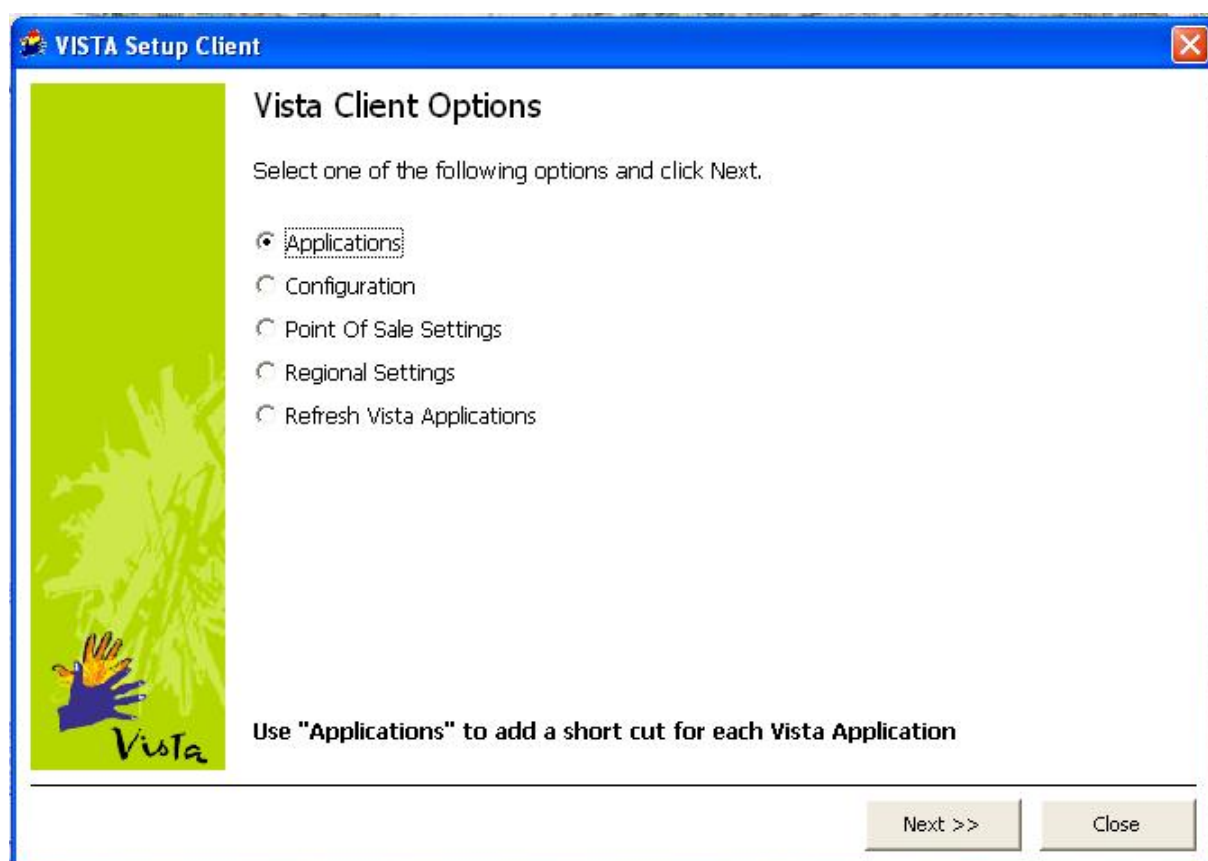 VISTA Setup Client
Vista Client Options
Select one of the following options and click Next.
Applications
Configuration
Point Of Sale Settings
Regional Settings
Refresh Vista Applications
Vista
Use "Applications" to add a short cut for each Vista Application
Next >>
Close